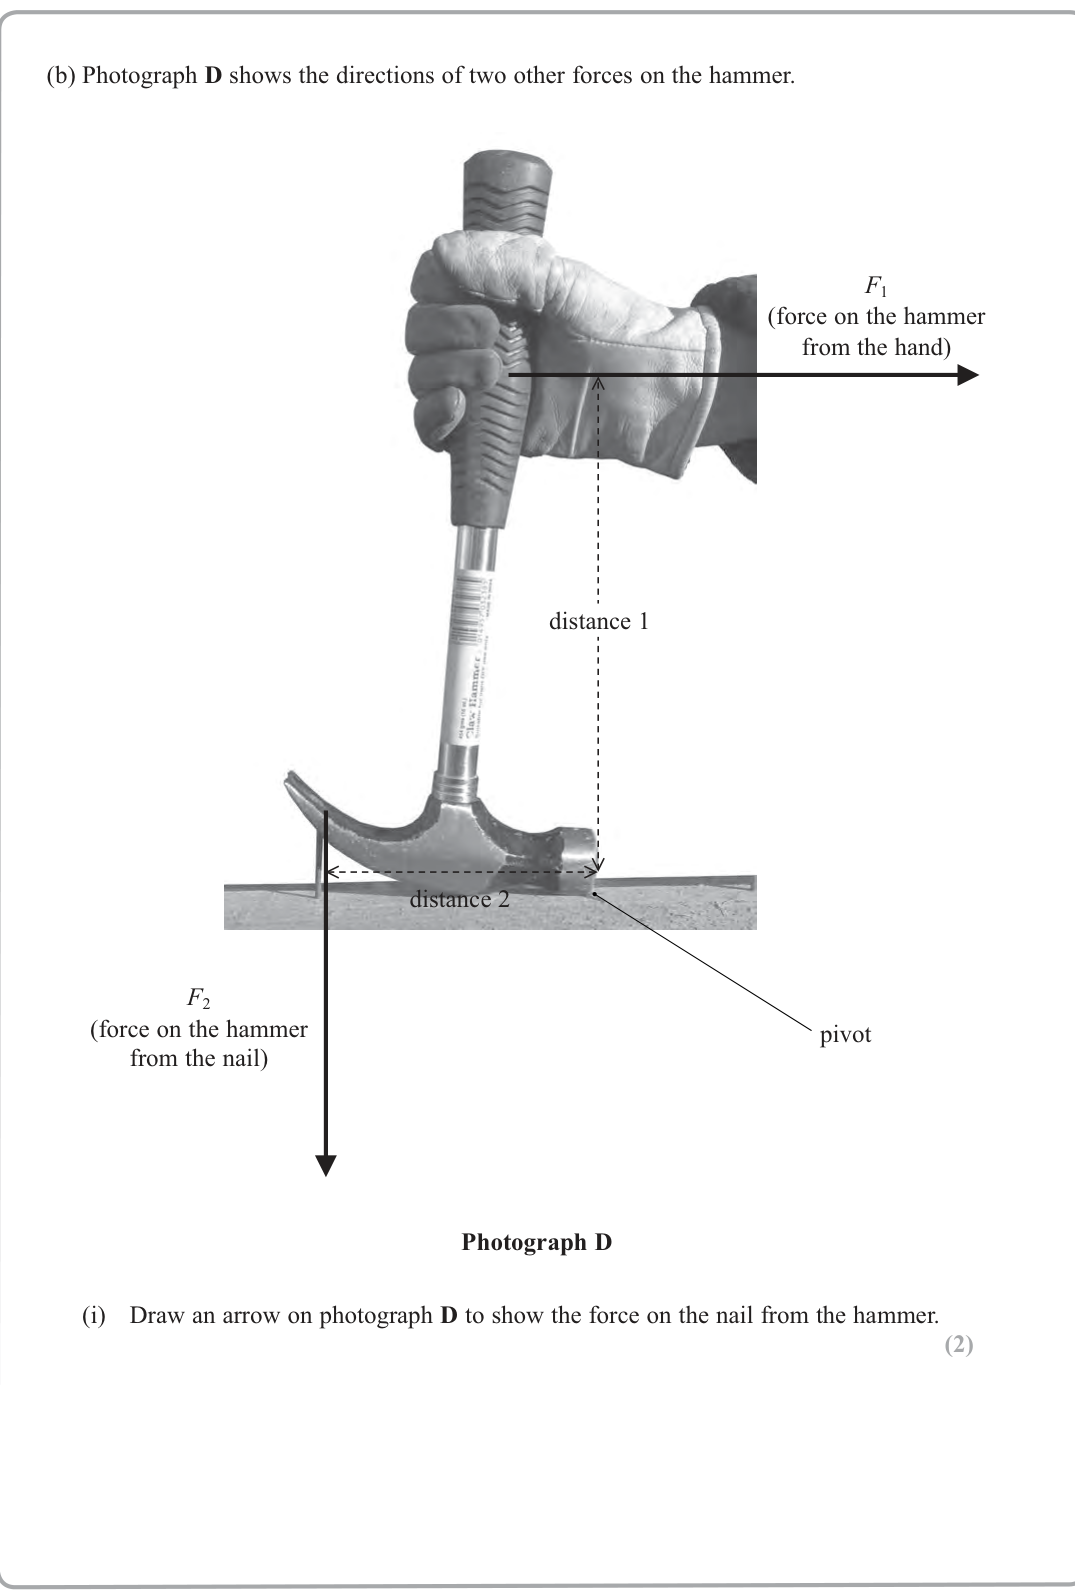 (b) Photograph D shows the directions of two other forces on the hammer.
F1
(force on the hammer
from the hand)
distance 1
Claw Hammer
distance 2
F2
(force on the hammer
from the nail)
pivot
Photograph D
(i) Draw an arrow on photograph D to show the force on the nail from the hammer.
(2)